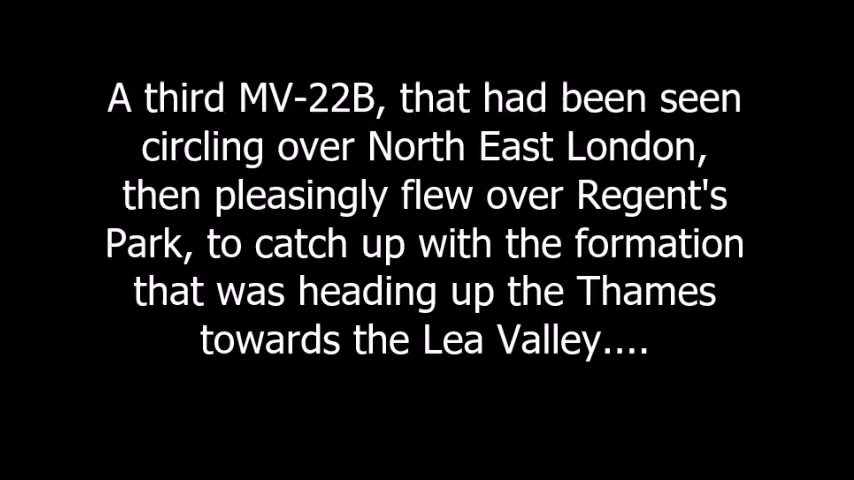 A third MV-22B, that had been seen
circling over North East London,
then pleasingly flew over Regent's
Park, to catch up with the formation
that was heading up the Thames
towards the Lea Valley....